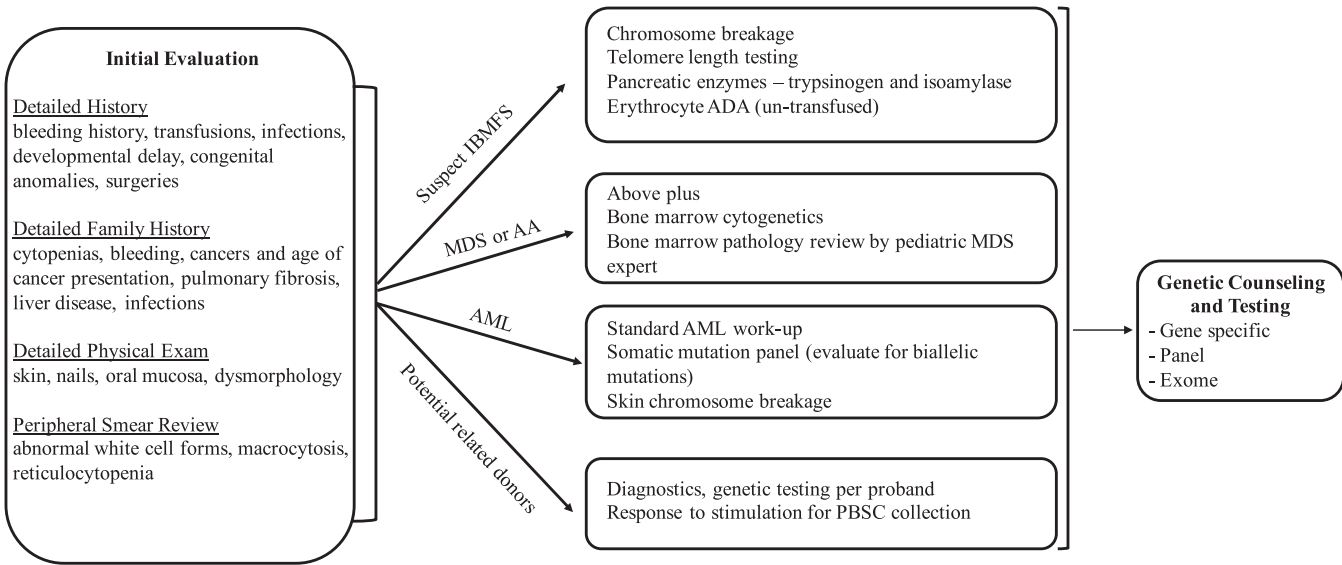 Initial Evaluation
Detailed History
bleeding history, transfusions, infections,
developmental delay, congenital
anomalies, surgeries
Detailed Family History
cytopenias, bleeding, cancers and age of
cancer presentation, pulmonary fibrosis,
liver disease, infections
Detailed Physical Exam
skin, nails, oral mucosa, dysmorphology
Peripheral Smear Review
abnormal white cell forms, macrocytosis,
reticulocytopenia
Suspect IBMFS
Chromosome breakage
Telomere length testing
Pancreatic enzymes – trypsinogen and isoamylase
Erythrocyte ADA (un-transfused)
MDS or AA
Above plus
Bone marrow cytogenetics
Bone marrow pathology review by pediatric MDS
expert
AML
Standard AML work-up
Somatic mutation panel (evaluate for biallelic
mutations)
Skin chromosome breakage
Potential related donors
Diagnostics, genetic testing per proband
Response to stimulation for PBSC collection
Genetic Counseling
and Testing
- Gene specific
- Panel
- Exome